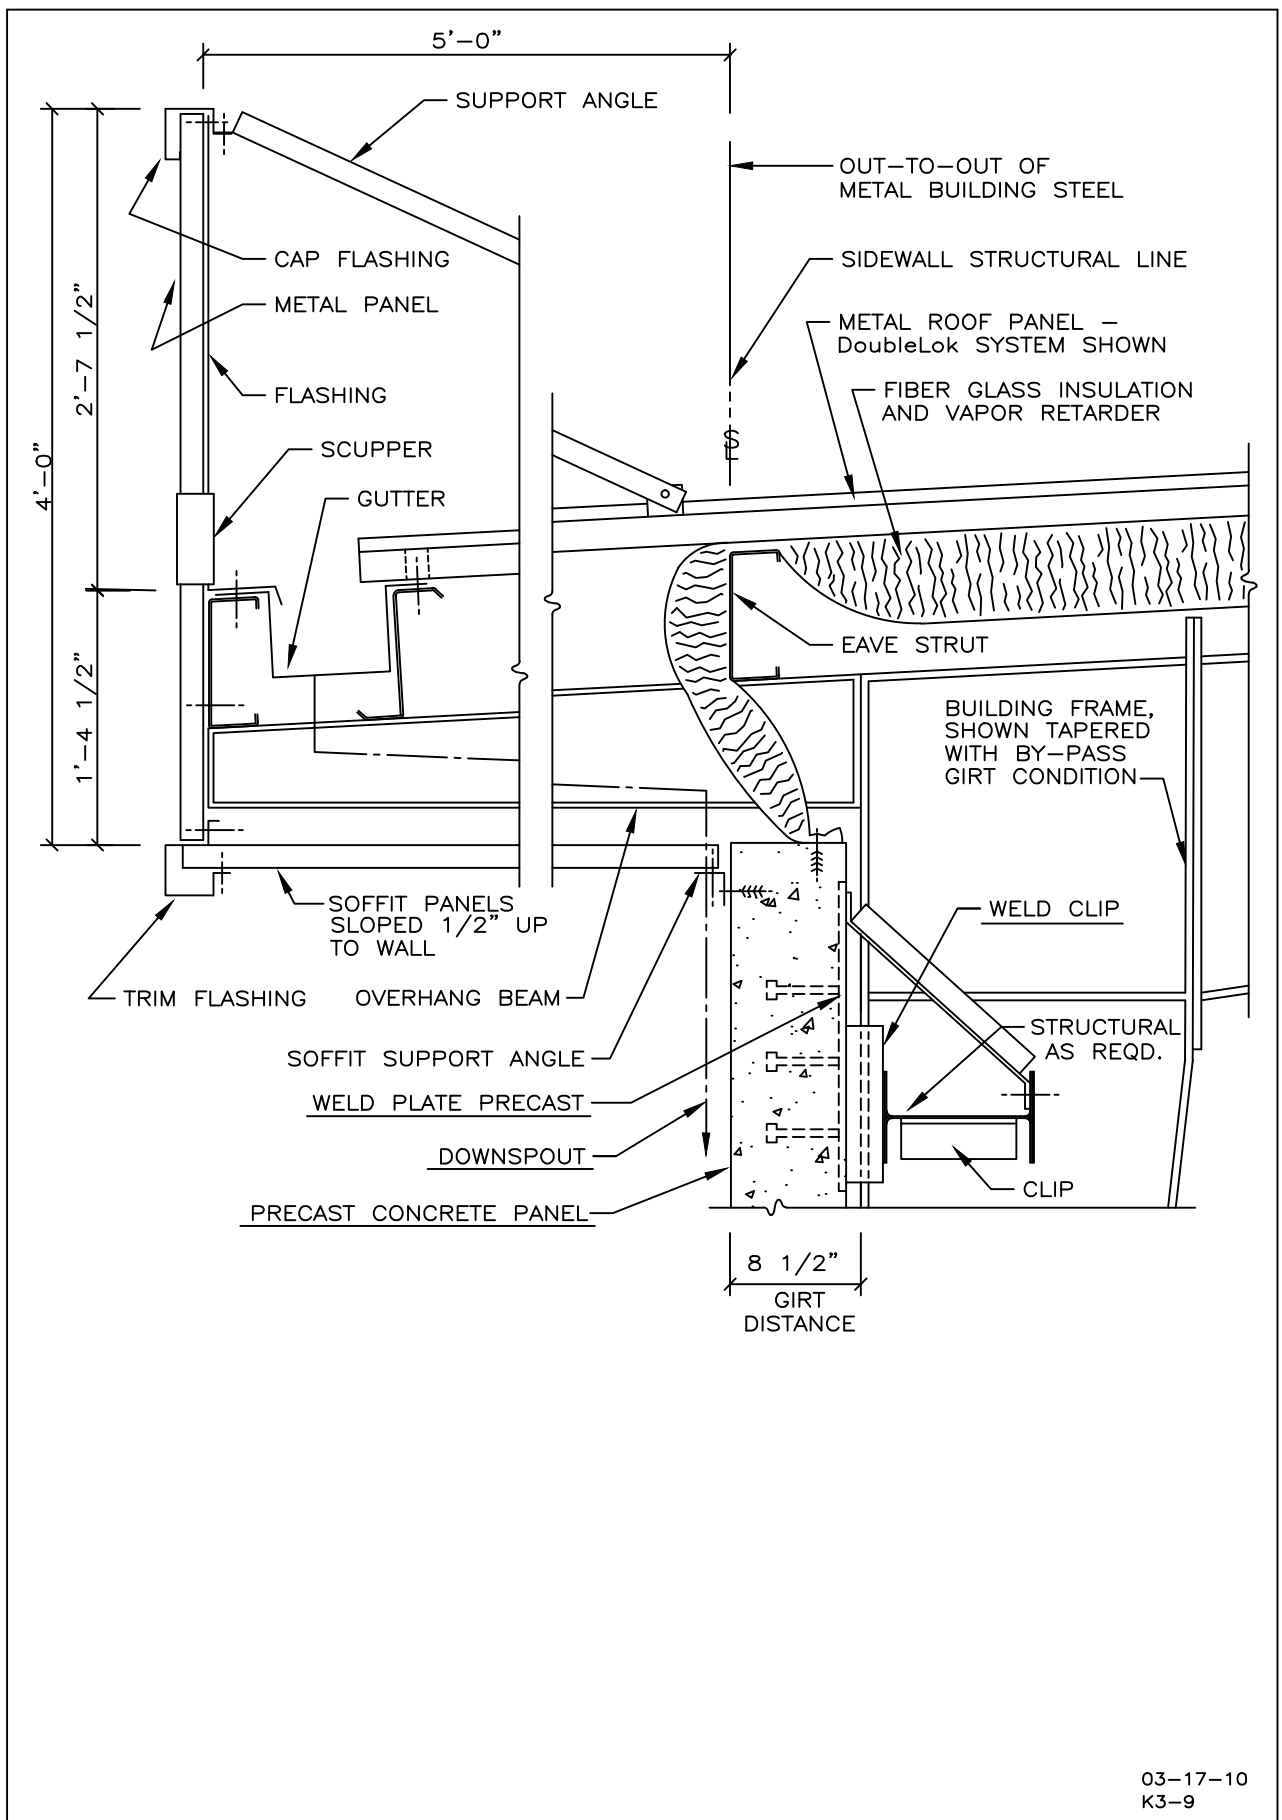 5'-0"
SUPPORT ANGLE
OUT-TO-OUT OF
METAL BUILDING STEEL
CAP FLASHING
SIDEWALL STRUCTURAL LINE
METAL PANEL
METAL ROOF PANEL -
DoubleLok SYSTEM SHOWN
2'-7 1/2"
FLASHING
FIBER GLASS INSULATION
AND VAPOR RETARDER
SCUPPER
SL
4'-0"
GUTTER
EAVE STRUT
1'-4 1/2"
BUILDING FRAME,
SHOWN TAPERED
WITH BY-PASS
GIRT CONDITION
SOFFIT PANELS
SLOPED 1/2" UP
TO WALL
WELD CLIP
TRIM FLASHING
OVERHANG BEAM
STRUCTURAL
AS REQD.
SOFFIT SUPPORT ANGLE
WELD PLATE PRECAST
DOWNSPOUT
CLIP
PRECAST CONCRETE PANEL
8 1/2"
GIRT
DISTANCE
03-17-10
K3-9